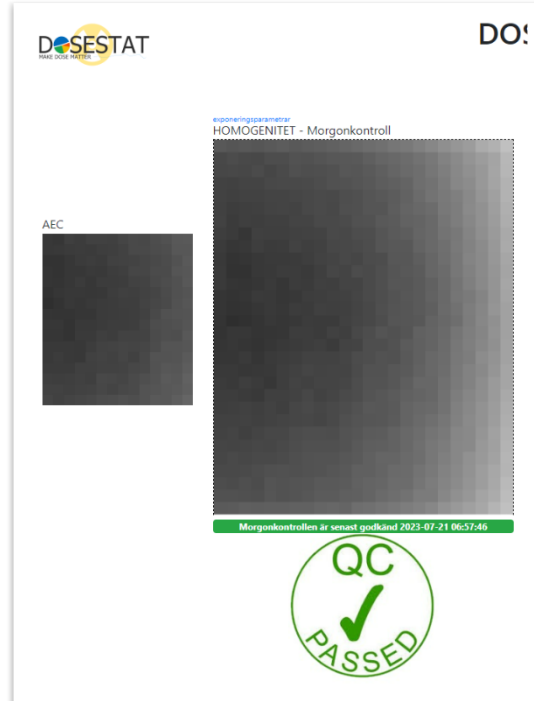 DOSESTAT
MAKE DOSE MATTER
DOS
exponeringsparametrar
HOMOGENITET - Morgonkontroll
AEC
Morgonkontrollen är senast godkänd 2023-07-21 06:57:46
QC
PASSED